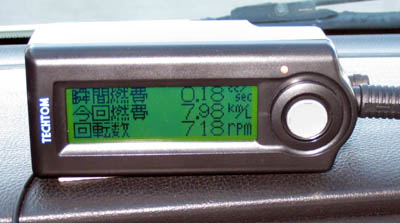 TECHTOM
瞬間燃費 0.18 cc/sec
今回燃費 7.98 km/L
回転数 718 rpm